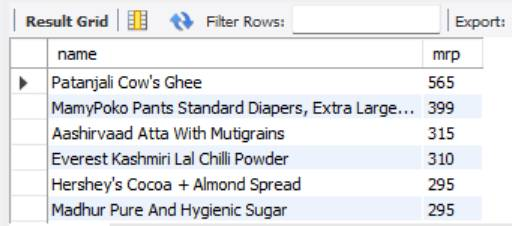 Result Grid Filter Rows: Export:
name mrp
Patanjali Cow's Ghee 565
MamyPoko Pants Standard Diapers, Extra Large... 399
Aashirvaad Atta With Mutigrains 315
Everest Kashmiri Lal Chilli Powder 310
Hershey's Cocoa + Almond Spread 295
Madhur Pure And Hygienic Sugar 295